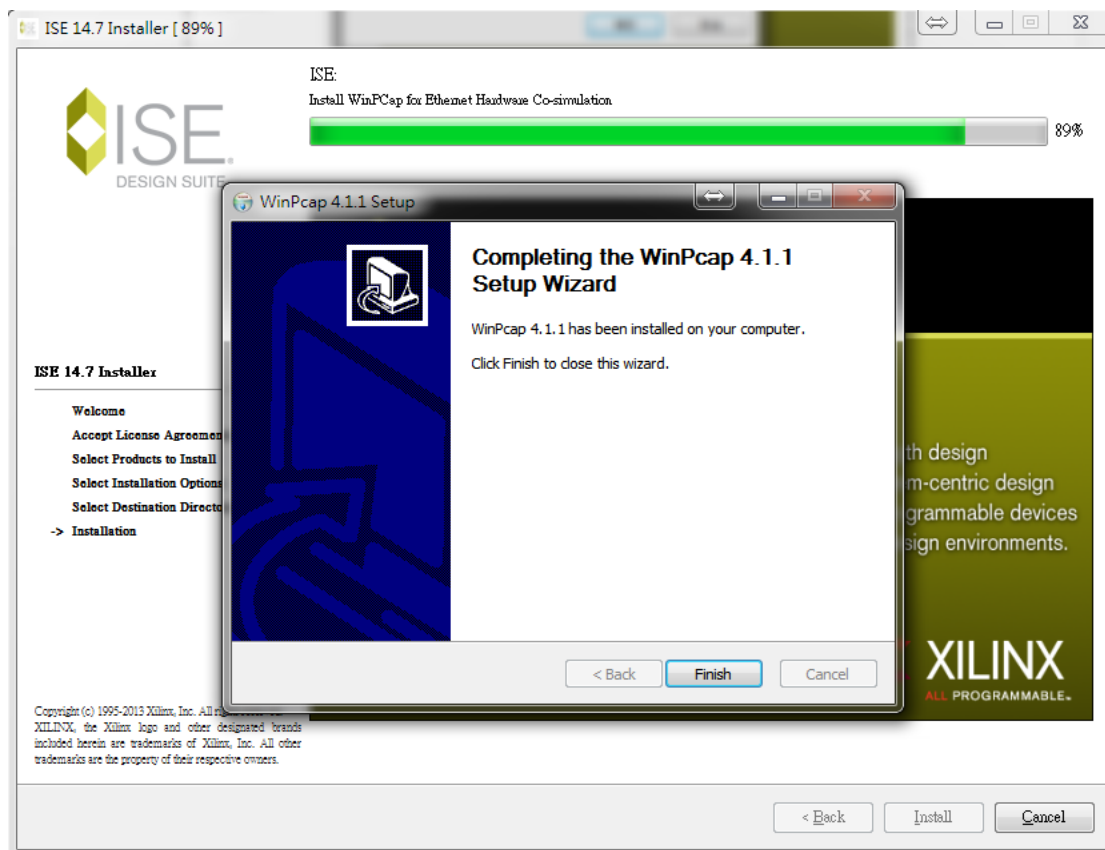 ISE 14.7 Installer [ 89% ]
ISE:
Install WinPCap for Ethernet Hardware Co-simulation
89%
ISE
DESIGN SUITE
WinPcap 4.1.1 Setup
Completing the WinPcap 4.1.1
Setup Wizard
WinPcap 4.1.1 has been installed on your computer.
Click Finish to close this wizard.
< Back
Finish
Cancel
ISE 14.7 Installer
Welcome
Accept License Agreemen
Select Products to Install
Select Installation Options
Select Destination Directo
-> Installation
th design
m-centric design
grammable devices
sign environments.
XILINX
ALL PROGRAMMABLE.
Copyright (c) 1995-2013 Xilinx, Inc. All
XILINX, the Xilinx logo and other designated brands
included herein are trademarks of Xilinx, Inc. All other
trademarks are the property of their respective owners.
< Back
Install
Cancel